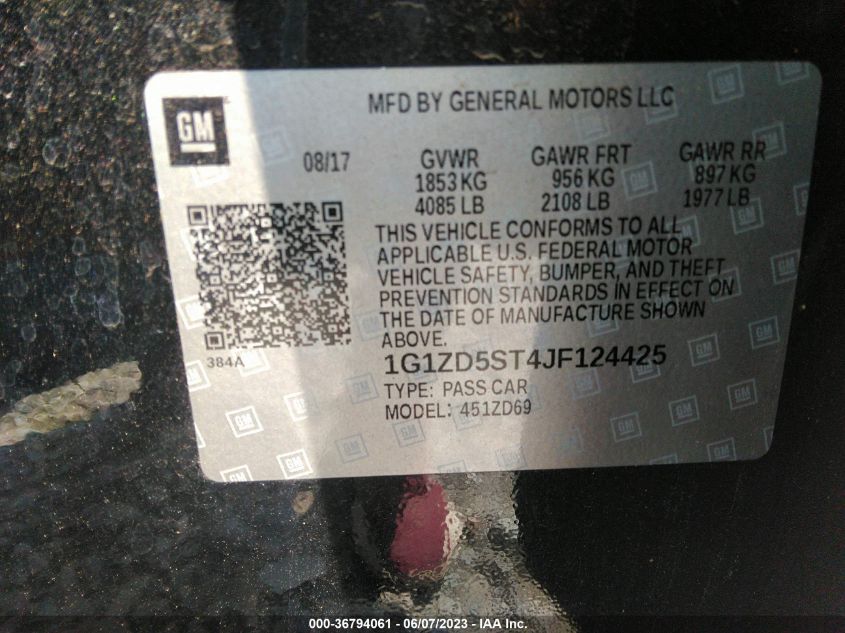 GM
MFD BY GENERAL MOTORS LLC
08/17 GVWR GAWR FRT GAWR RR
1853 KG 956 KG 897 KG
4085 LB 2108 LB 1977 LB
THIS VEHICLE CONFORMS TO ALL
APPLICABLE U.S. FEDERAL MOTOR
VEHICLE SAFETY, BUMPER, AND THEFT
PREVENTION STANDARDS IN EFFECT ON
THE DATE OF MANUFACTURE SHOWN
ABOVE.
384A
1G1ZD5ST4JF124425
TYPE: PASS CAR
MODEL: 451ZD69
© - 36794061 - 06/07/2023 - IAA Inc.